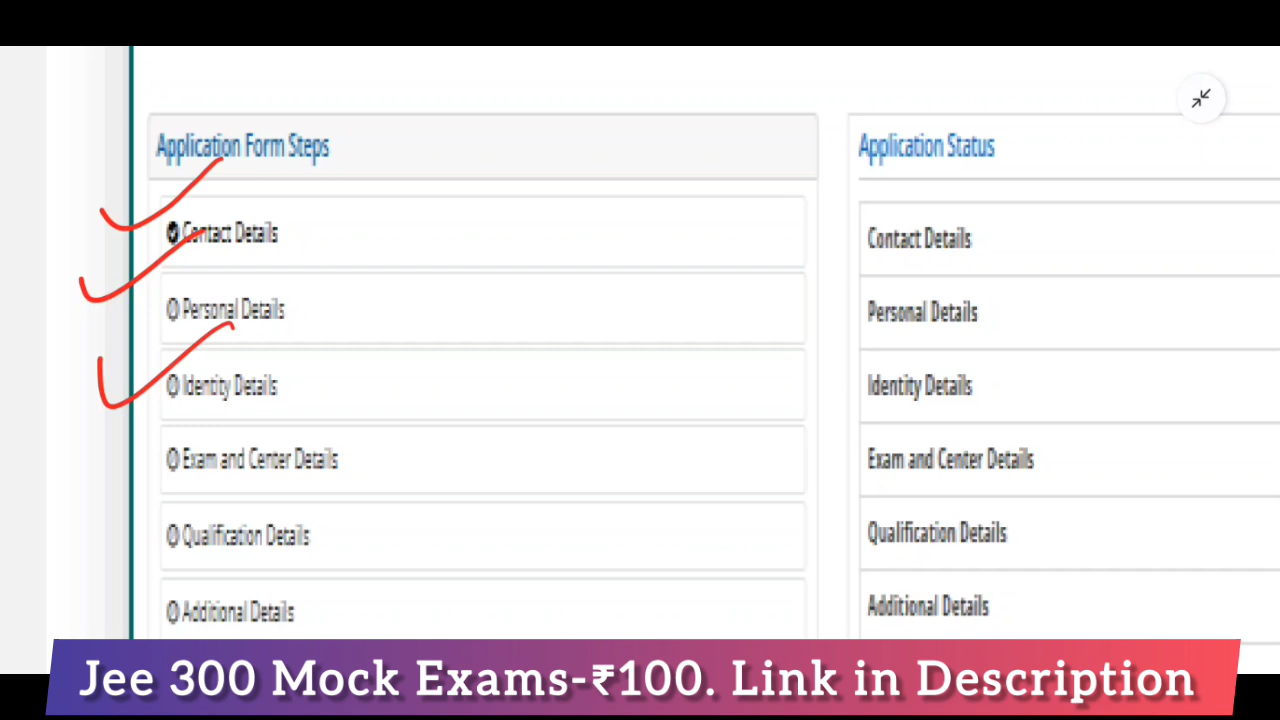 Application Form Steps
Contact Details
Personal Details
Identity Details
Exam and Center Details
Qualification Details
Additional Details
Application Status
Contact Details
Personal Details
Identity Details
Exam and Center Details
Qualification Details
Additional Details
Jee 300 Mock Exams-₹100. Link in Description